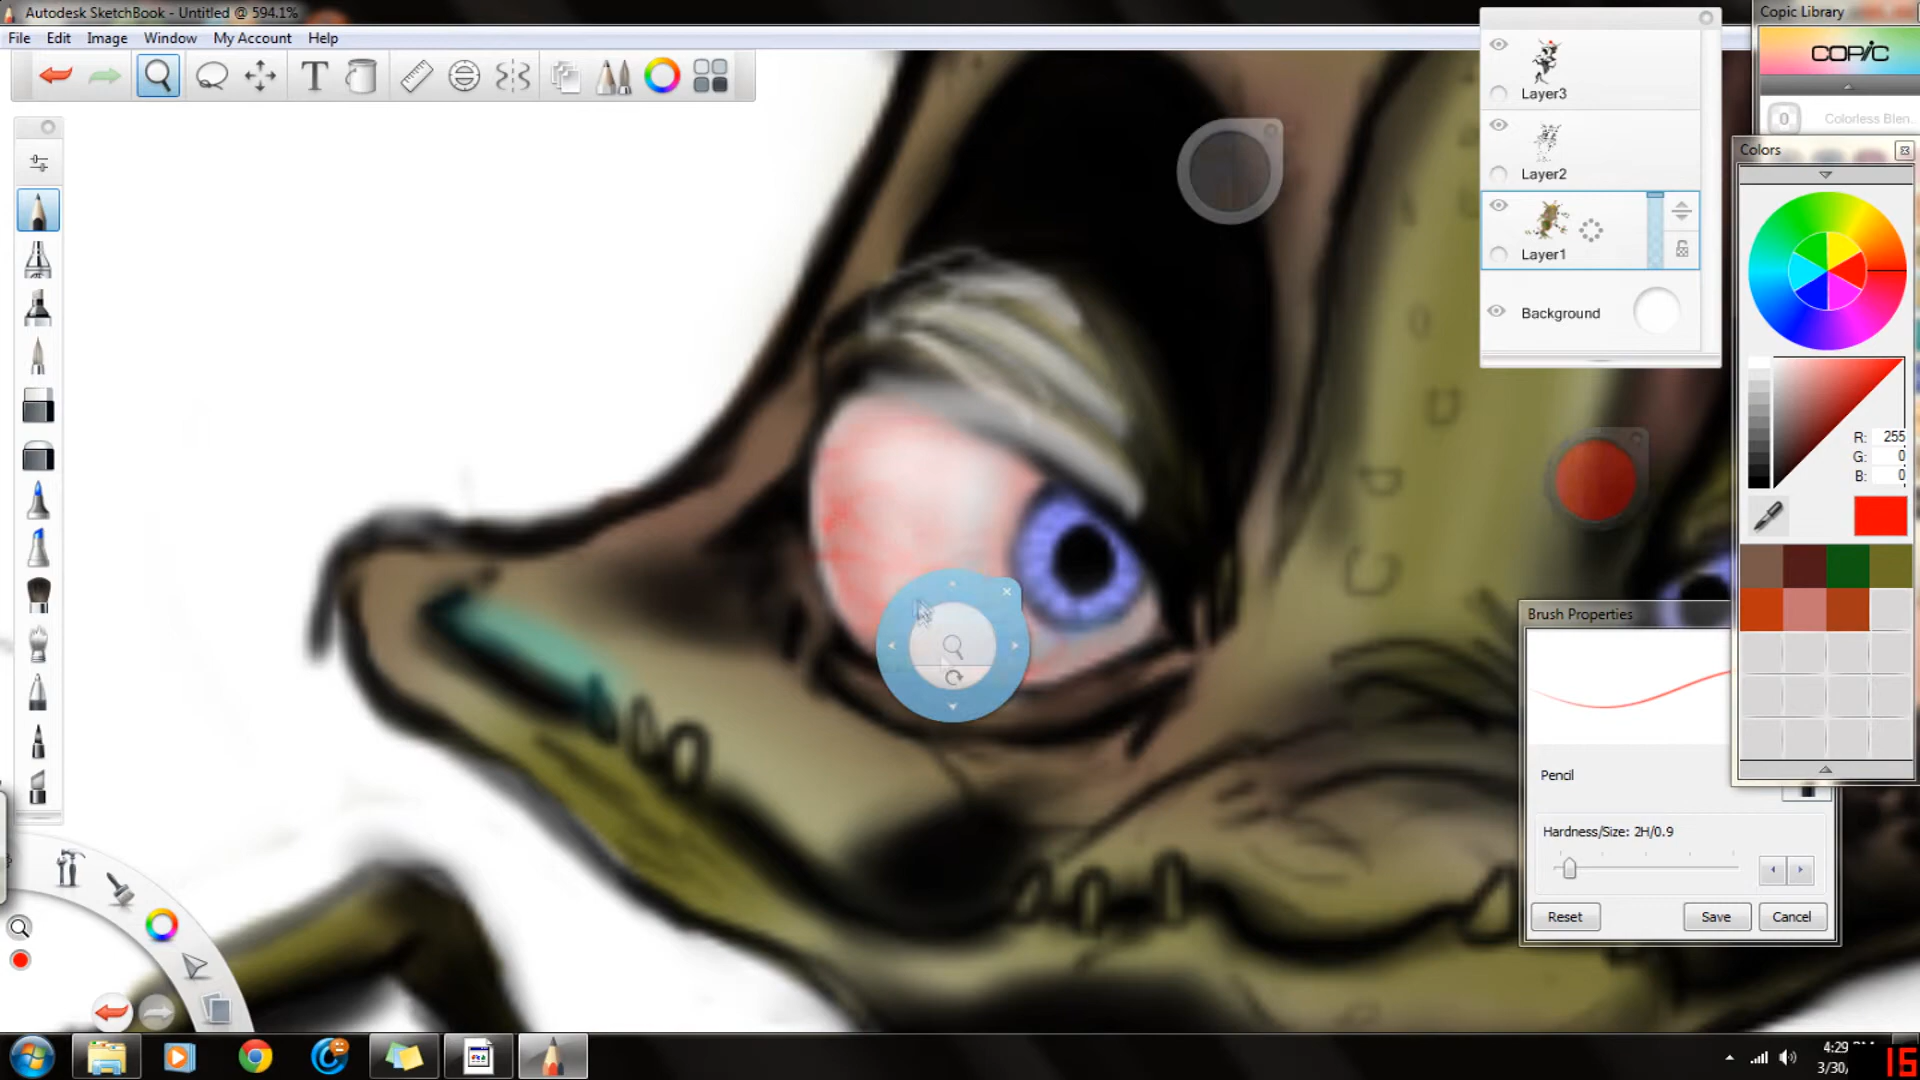 Autodesk SketchBook - Untitled @ 594.1%
File Edit Image Window My Account Help
T
Layer3
Layer2
Layer1
Background
Copic Library
COPIC
0 Colorless Blen..
Colors
R: 255
G: 0
B: 0
Brush Properties
Pencil
Hardness/Size: 2H/0.9
Reset Save Cancel
4:29
3/30/
15